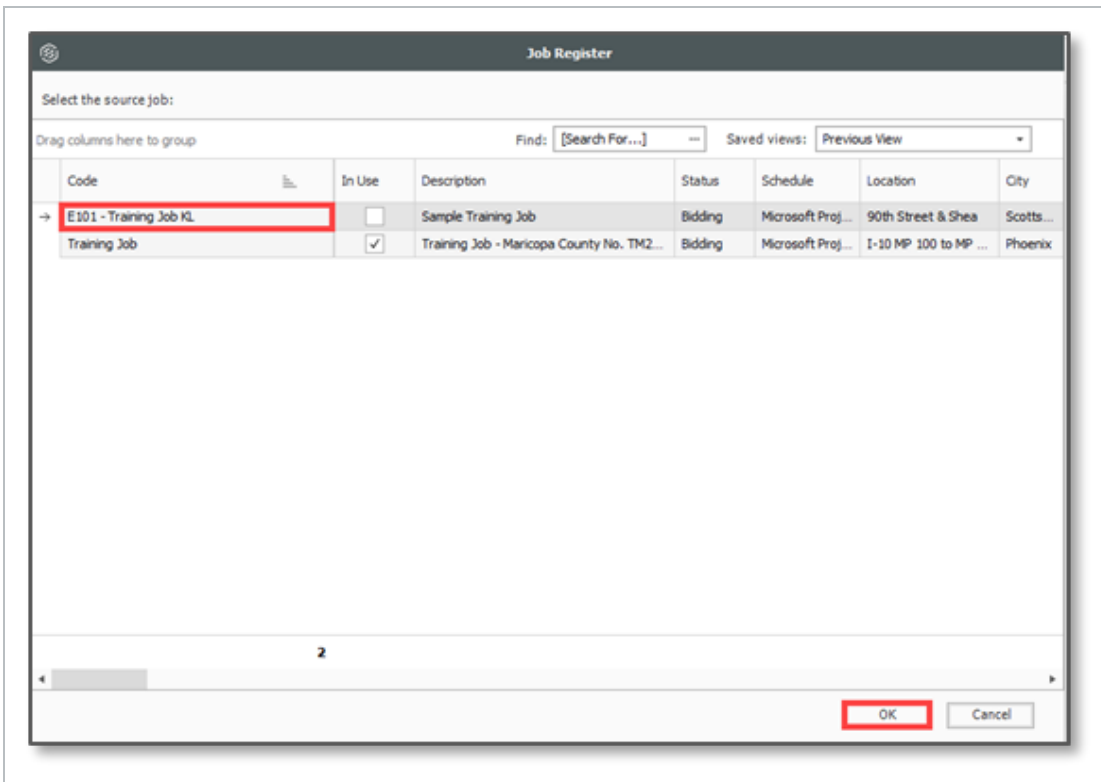 Job Register
Select the source job:
Drag columns here to group Find: [Search For...] ... Saved views: Previous View
Code In Use Description Status Schedule Location City
E101 - Training Job KL Sample Training Job Bidding Microsoft Proj... 90th Street & Shea Scotts...
Training Job Training Job - Maricopa County No. TM2... Bidding Microsoft Proj... I-10 MP 100 to MP ... Phoenix
2
OK Cancel